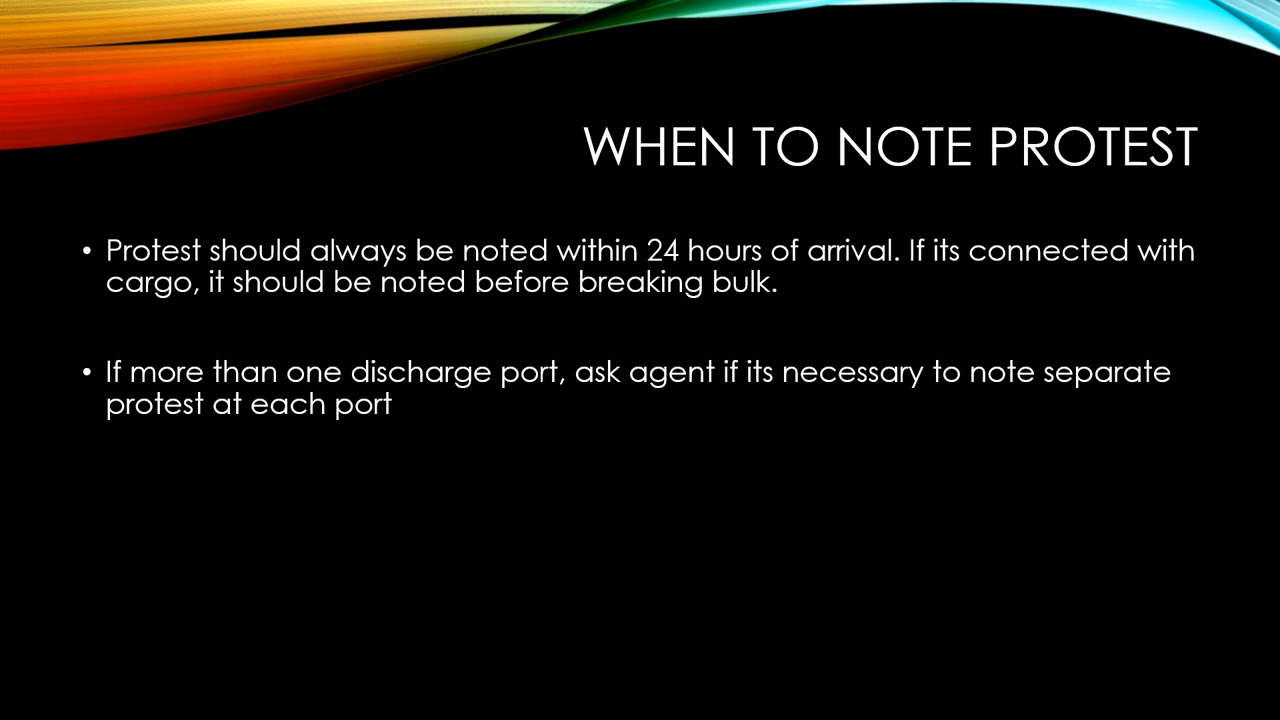 WHEN TO NOTE PROTEST
• Protest should always be noted within 24 hours of arrival. If its connected with
cargo, it should be noted before breaking bulk.
• If more than one discharge port, ask agent if its necessary to note separate
protest at each port